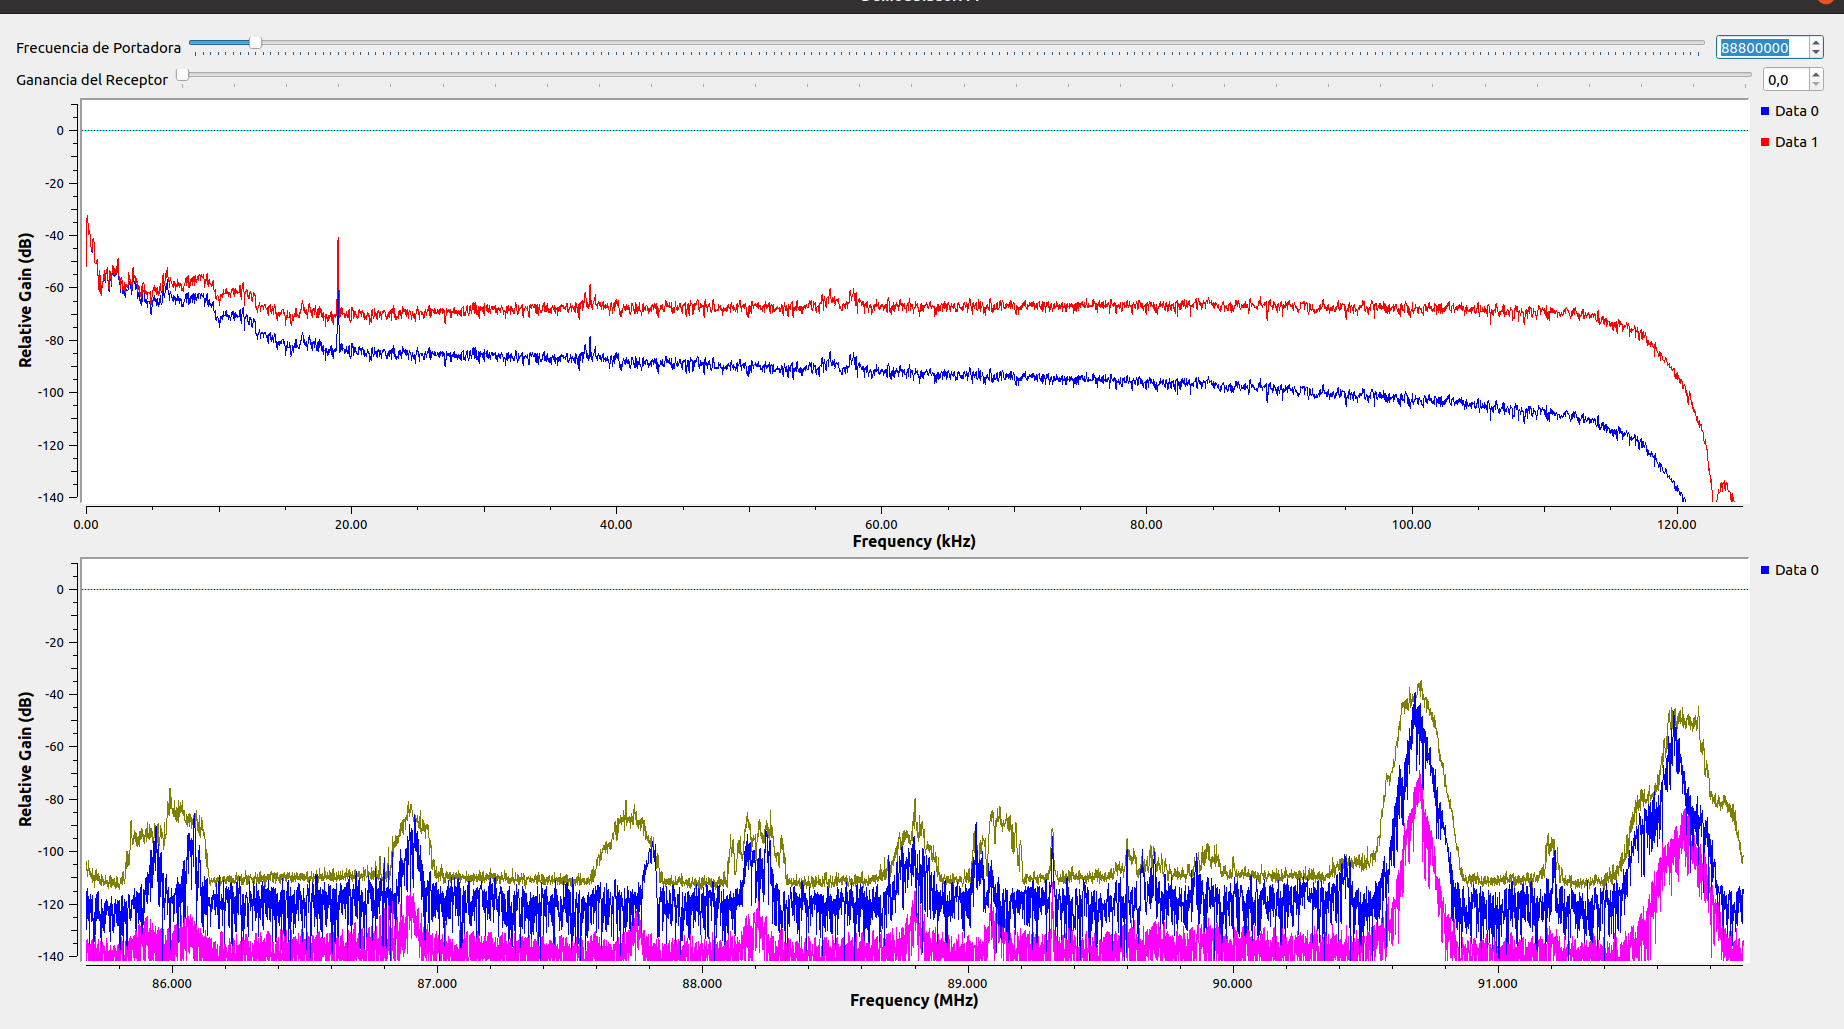 Frecuencia de Portadora 88800000
Ganancia del Receptor 0,0
Data 0
Data 1
Relative Gain (dB)
0
-20
-40
-60
-80
-100
-120
-140
0.00 20.00 40.00 60.00 80.00 100.00 120.00
Frequency (kHz)
Data 0
Relative Gain (dB)
0
-20
-40
-60
-80
-100
-120
-140
86.000 87.000 88.000 89.000 90.000 91.000
Frequency (MHz)